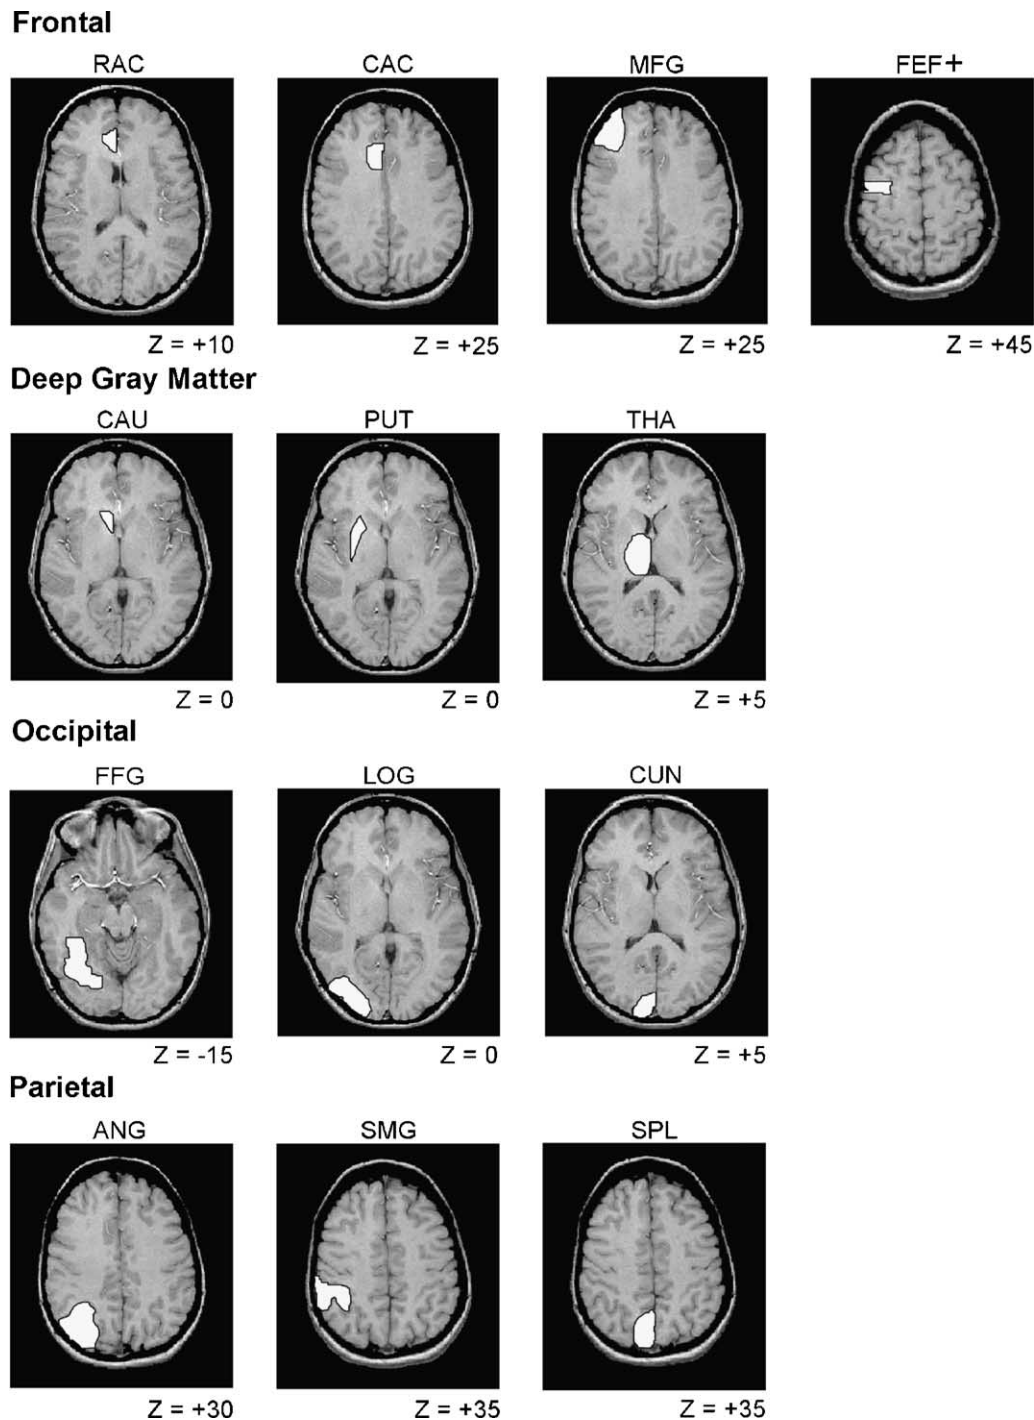 Frontal
RAC CAC MFG FEF+
Z = +10 Z = +25 Z = +25 Z = +45
Deep Gray Matter
CAU PUT THA
Z = 0 Z = 0 Z = +5
Occipital
FFG LOG CUN
Z = -15 Z = 0 Z = +5
Parietal
ANG SMG SPL
Z = +30 Z = +35 Z = +35